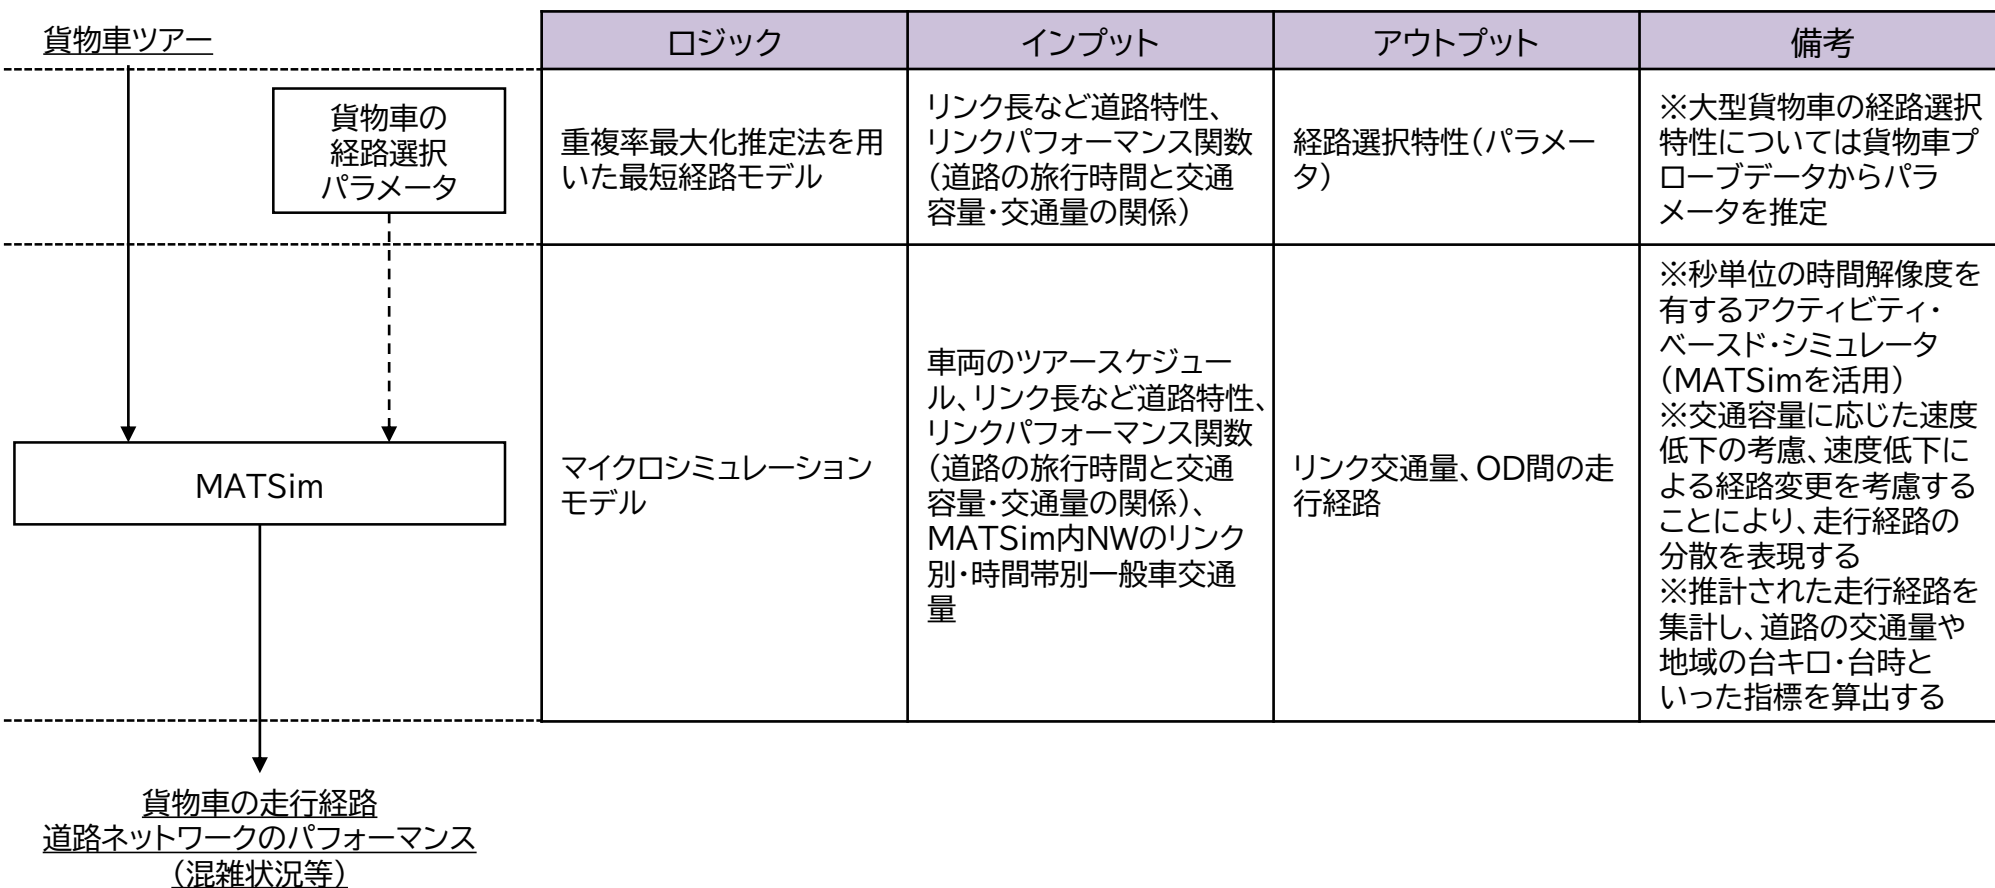 貨物車ツアー
ロジック
インプット
アウトプット
備考
貨物車の
経路選択
パラメータ
重複率最大化推定法を用
いた最短経路モデル
リンク長など道路特性、
リンクパフォーマンス関数
（道路の旅行時間と交通
容量・交通量の関係）
経路選択特性（パラメー
タ）
※大型貨物車の経路選択
特性については貨物車プ
ローブデータからパラ
メータを推定
MATSim
マイクロシミュレーション
モデル
車両のツアースケジュー
ル、リンク長など道路特性、
リンクパフォーマンス関数
（道路の旅行時間と交通
容量・交通量の関係）、
MATSim内NWのリンク
別・時間帯別一般車交通
量
リンク交通量、OD間の走
行経路
※秒単位の時間解像度を
有するアクティビティ・
ベースド・シミュレータ
（MATSimを活用）
※交通容量に応じた速度
低下の考慮、速度低下に
よる経路変更を考慮する
ことにより、走行経路の
分散を表現する
※推計された走行経路を
集計し、道路の交通量や
地域の台キロ・台時と
いった指標を算出する
貨物車の走行経路
道路ネットワークのパフォーマンス
（混雑状況等）